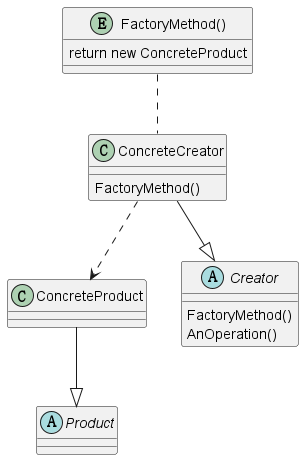 E FactoryMethod()
return new ConcreteProduct
C ConcreteCreator
FactoryMethod()
C ConcreteProduct
A Creator
FactoryMethod()
AnOperation()
A Product